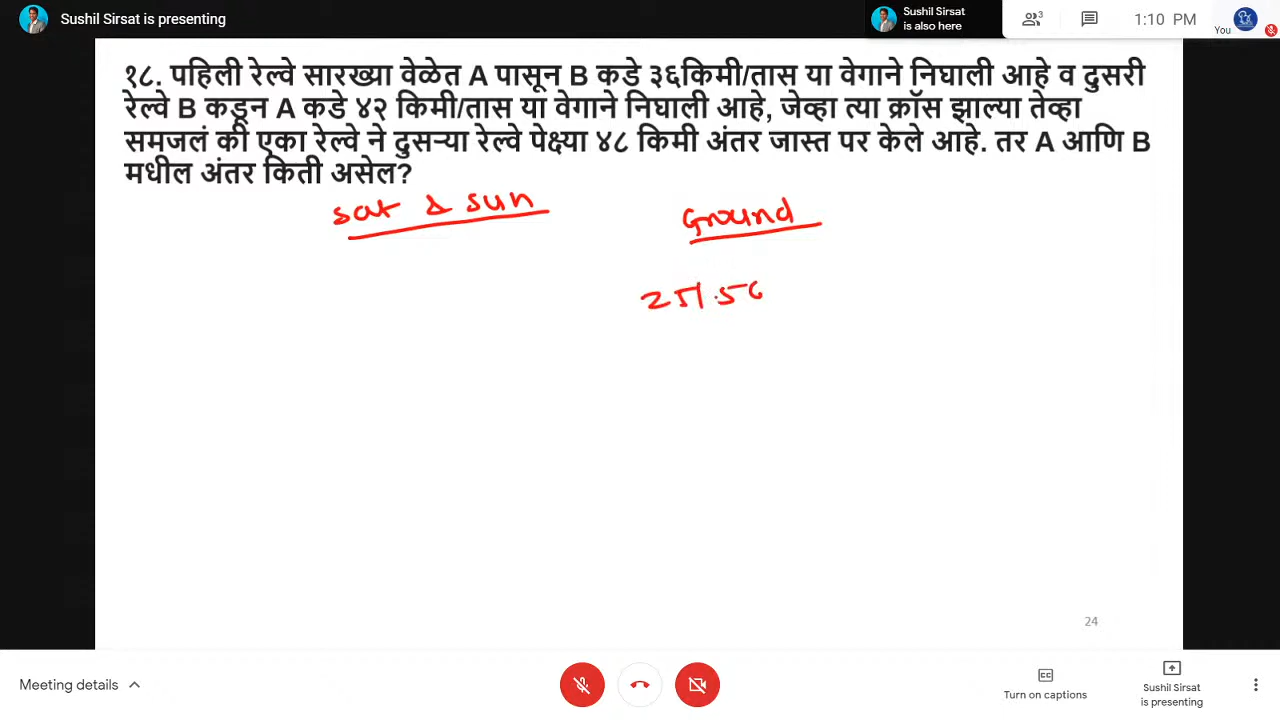 Sushil Sirsat is presenting
Sushil Sirsat
is also here
3
1:10 PM
You
१८. पहिली रेल्वे सारख्या वेळेत A पासून B कडे ३६किमी/तास या वेगाने निघाली आहे व दुसरी
रेल्वे B कडून A कडे ४२ किमी/तास या वेगाने निघाली आहे, जेव्हा त्या क्रॉस झाल्या तेव्हा
समजलं की एका रेल्वे ने दुसऱ्या रेल्वे पेक्ष्या ४८ किमी अंतर जास्त पर केले आहे. तर A आणि B
मधील अंतर किती असेल?
sat & sun
Ground
24
Meeting details
CC
Turn on captions
Sushil Sirsat
is presenting